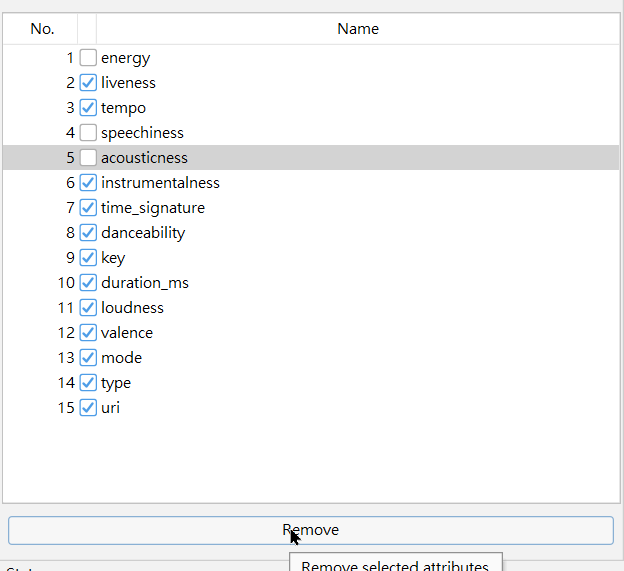 No. Name
1 energy
2 liveness
3 tempo
4 speechiness
5 acousticness
6 instrumentalness
7 time_signature
8 danceability
9 key
10 duration_ms
11 loudness
12 valence
13 mode
14 type
15 uri
Remove
Remove selected attributes